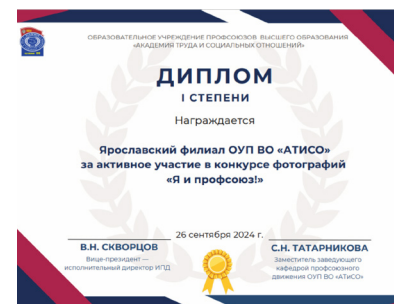 ОБРАЗОВАТЕЛЬНОЕ УЧРЕЖДЕНИЕ ПРОФСОЮЗОВ ВЫСШЕГО ОБРАЗОВАНИЯ
«АКАДЕМИЯ ТРУДА И СОЦИАЛЬНЫХ ОТНОШЕНИЙ»
ДИПЛОМ
I СТЕПЕНИ
Награждается
Ярославский филиал ОУП ВО «АТИСО»
за активное участие в конкурсе фотографий
«Я и профсоюз!»
26 сентября 2024 г.
В.Н. СКВОРЦОВ
Вице-президент —
исполнительный директор ИПД
С.Н. ТАТАРНИКОВА
Заместитель заведующего
кафедрой профсоюзного
движения ОУП ВО «АТиСО»